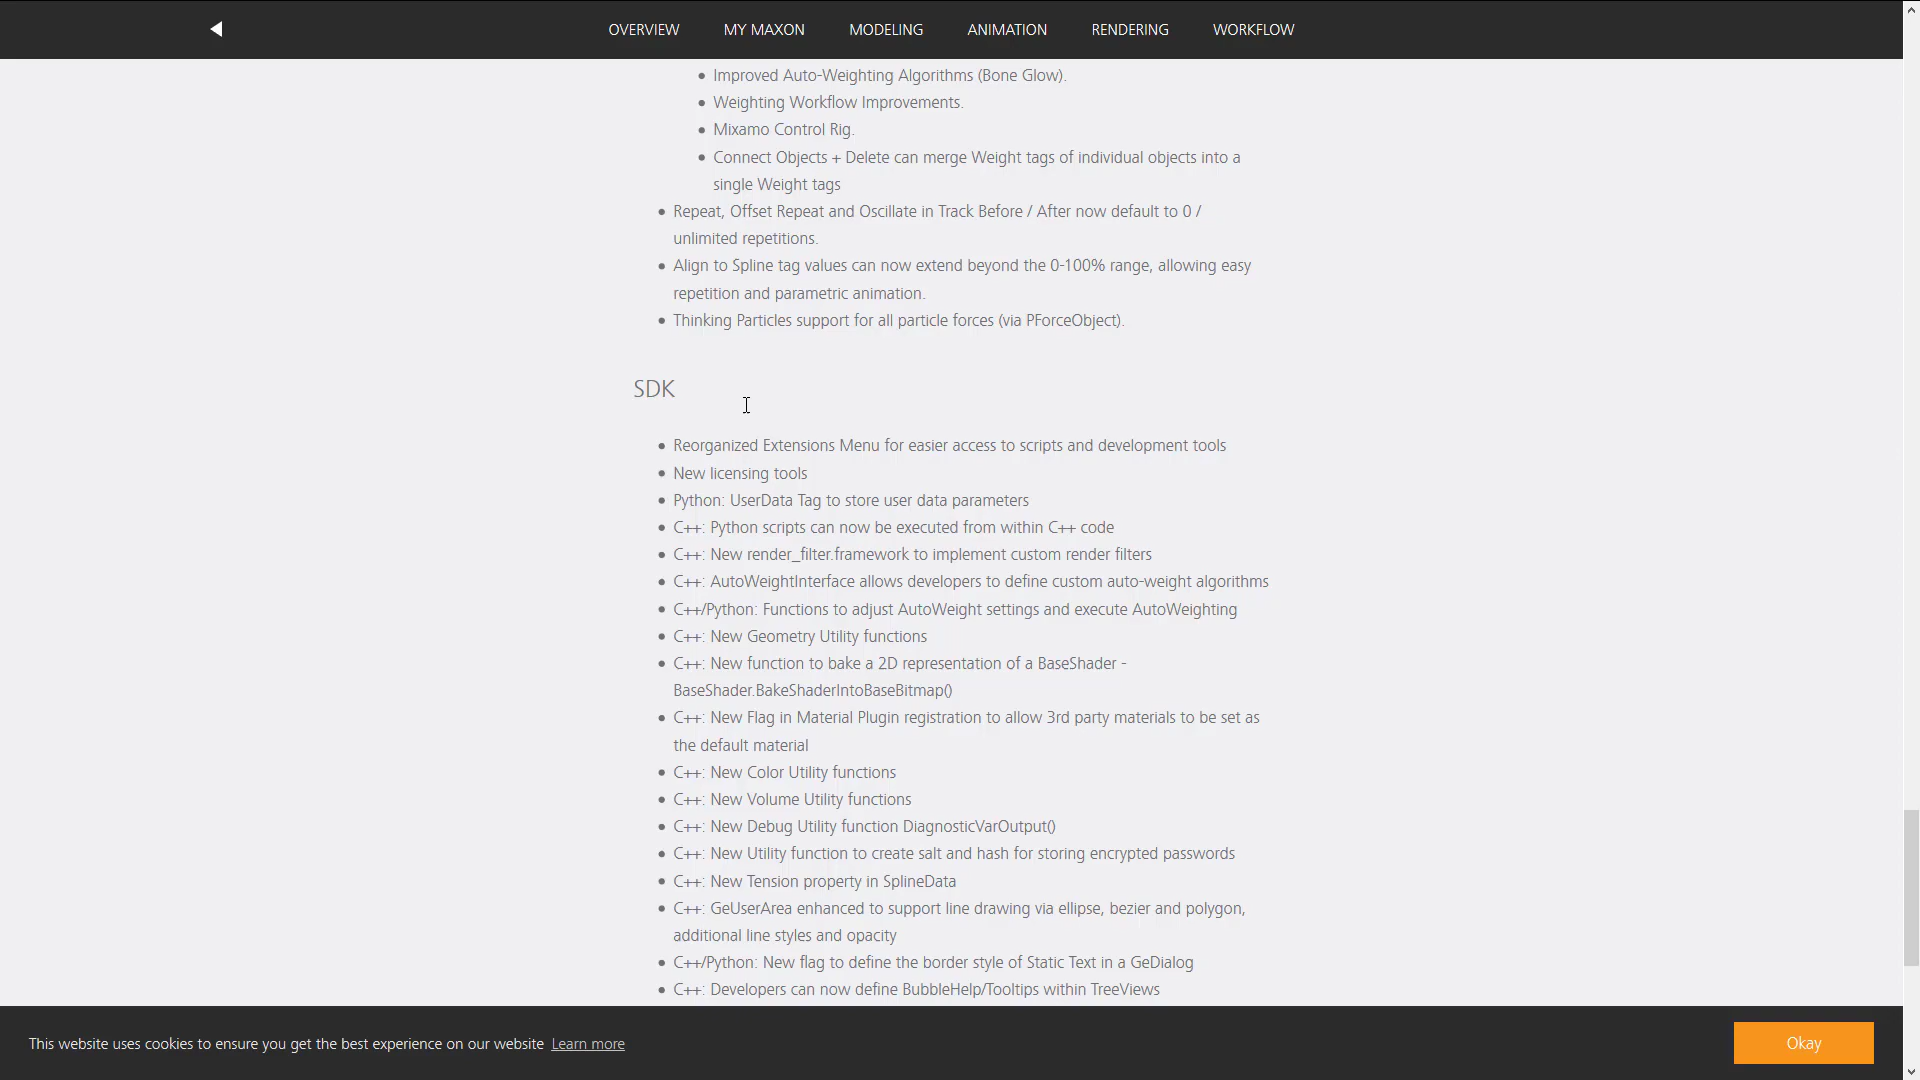 OVERVIEW MY MAXON MODELING ANIMATION RENDERING WORKFLOW
Improved Auto-Weighting Algorithms (Bone Glow).
Weighting Workflow Improvements.
Mixamo Control Rig.
Connect Objects + Delete can merge Weight tags of individual objects into a
single Weight tags
Repeat, Offset Repeat and Oscillate in Track Before / After now default to 0 /
unlimited repetitions.
Align to Spline tag values can now extend beyond the 0-100% range, allowing easy
repetition and parametric animation.
Thinking Particles support for all particle forces (via PForceObject).
SDK
Reorganized Extensions Menu for easier access to scripts and development tools
New licensing tools
Python: UserData Tag to store user data parameters
C++: Python scripts can now be executed from within C++ code
C++: New render_filter.framework to implement custom render filters
C++: AutoWeightInterface allows developers to define custom auto-weight algorithms
C++/Python: Functions to adjust AutoWeight settings and execute AutoWeighting
C++: New Geometry Utility functions
C++: New function to bake a 2D representation of a BaseShader -
BaseShader.BakeShaderIntoBaseBitmap()
C++: New Flag in Material Plugin registration to allow 3rd party materials to be set as
the default material
C++: New Color Utility functions
C++: New Volume Utility functions
C++: New Debug Utility function DiagnosticVarOutput()
C++: New Utility function to create salt and hash for storing encrypted passwords
C++: New Tension property in SplineData
C++: GeUserArea enhanced to support line drawing via ellipse, bezier and polygon,
additional line styles and opacity
C++/Python: New flag to define the border style of Static Text in a GeDialog
C++: Developers can now define BubbleHelp/Tooltips within TreeViews
This website uses cookies to ensure you get the best experience on our website Learn more
Okay